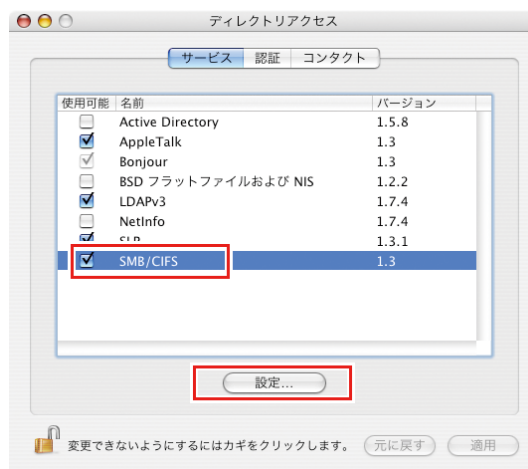 ディレクトリアクセス
サービス 認証 コンタクト
使用可能 名前 バージョン
Active Directory 1.5.8
AppleTalk 1.3
Bonjour 1.3
BSD フラットファイルおよび NIS 1.2.2
LDAPv3 1.7.4
NetInfo 1.7.4
SLP 1.3.1
SMB/CIFS 1.3
設定...
変更できないようにするにはカギをクリックします。 元に戻す 適用